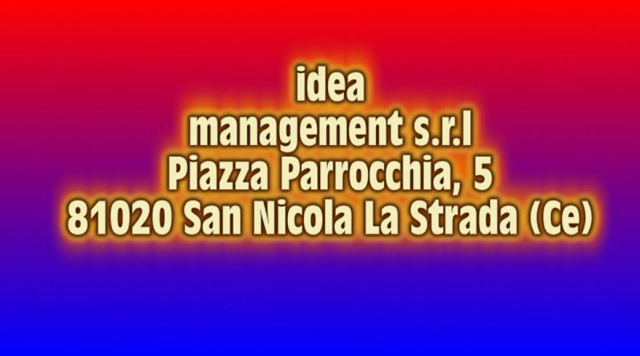 idea
management s.r.l
Piazza Parrocchia, 5
81020 San Nicola La Strada (Ce)